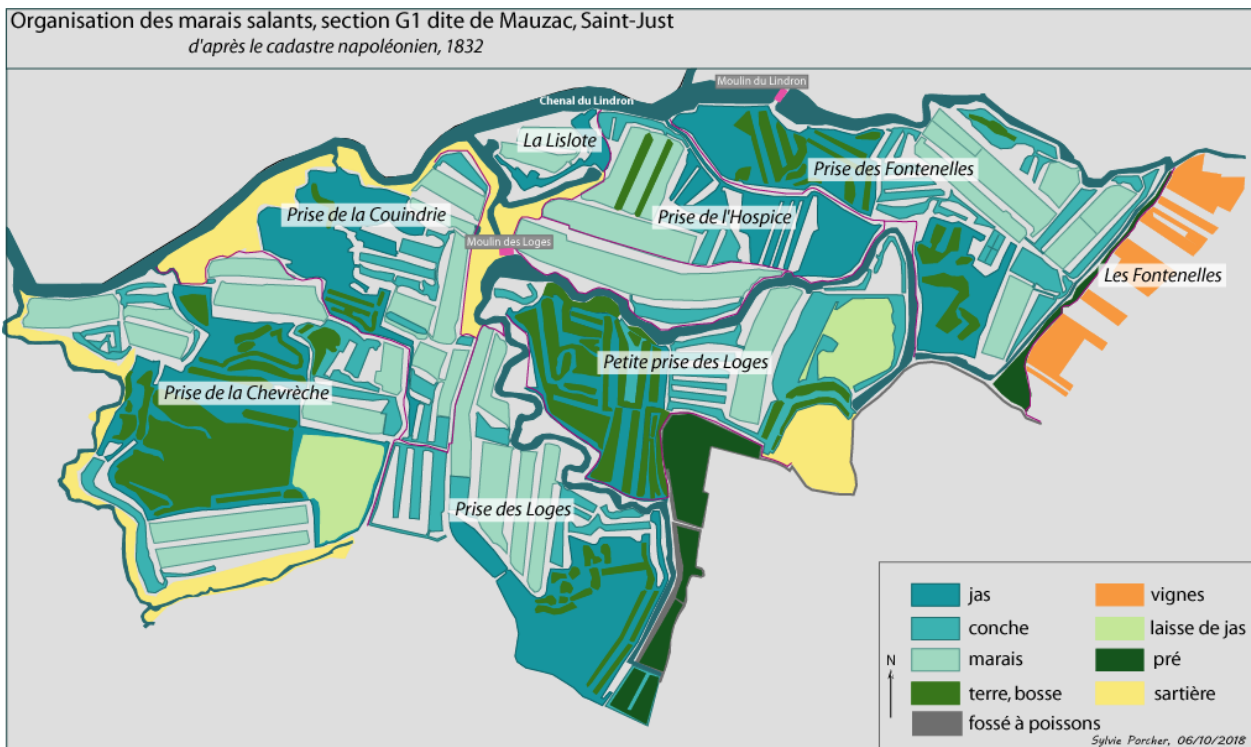 Organisation des marais salants, section G1 dite de Mauzac, Saint-Just
d'après le cadastre napoléonien, 1832
Moulin du Lindron
Chenal du Lindron
La Lislote
Prise des Fontenelles
Prise de la Couindrie
Prise de l'Hospice
Moulin des Loges
Les Fontenelles
Petite prise des Loges
Prise de la Chevrèche
Prise des Loges
jas
vignes
conche
laisse de jas
marais
pré
N
terre, bosse
sartière
fossé à poissons
Sylvie Porcher, 06/10/2018